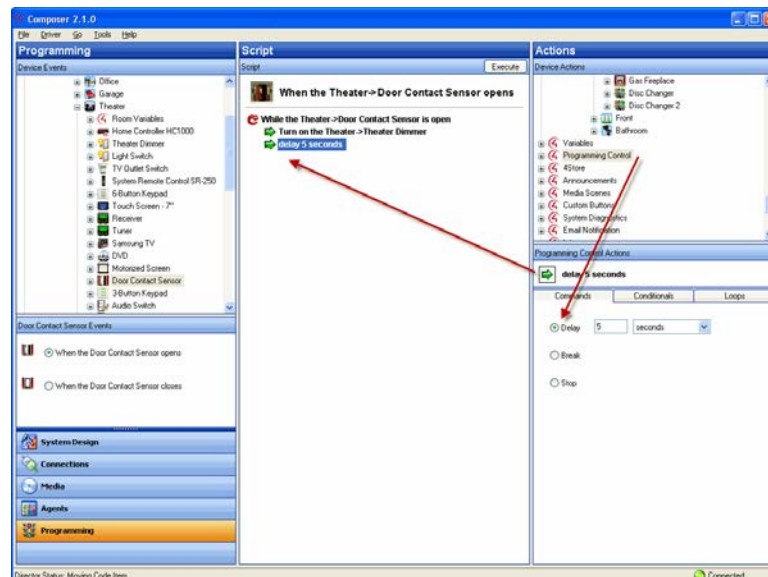 Composer 2.1.0
File Driver Go Tools Help
Programming
Device Events
Office
Garage
Theater
Room Variables
Home Controller HC1000
Theater Dimmer
Light Switch
TV Outlet Switch
System Remote Control SR-250
6-Button Keypad
Touch Screen - 7"
Receiver
Tuner
Samsung TV
DVD
Motorized Screen
Door Contact Sensor
3-Button Keypad
Audio Switch
Door Contact Sensor Events
When the Door Contact Sensor opens
When the Door Contact Sensor closes
System Design
Connections
Media
Agents
Programming
Director Status: Moving Code Item
Script
Script Execute
When the Theater->Door Contact Sensor opens
While the Theater->Door Contact Sensor is open
Turn on the Theater->Theater Dimmer
delay 5 seconds
Actions
Device Actions
Gas Fireplace
Disc Changer
Disc Changer 2
Front
Bathroom
Variables
Programming Control
4Store
Announcements
Media Scenes
Custom Buttons
System Diagnostics
Email Notification
Programming Control Actions
delay 5 seconds
Commands Conditionals Loops
Delay 5 seconds
Break
Stop
Connected